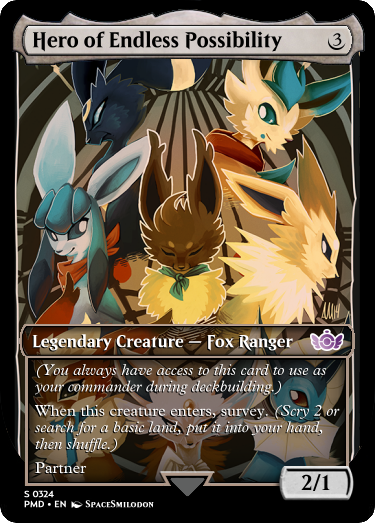 Hero of Endless Possibility 3
Legendary Creature — Fox Ranger
(You always have access to this card to use as
your commander during deckbuilding.)
When this creature enters, survey. (Scry 2 or
search for a basic land, put it into your hand,
then shuffle.)
Partner
2/1
S 0324
PMD • EN SpaceSmilodon